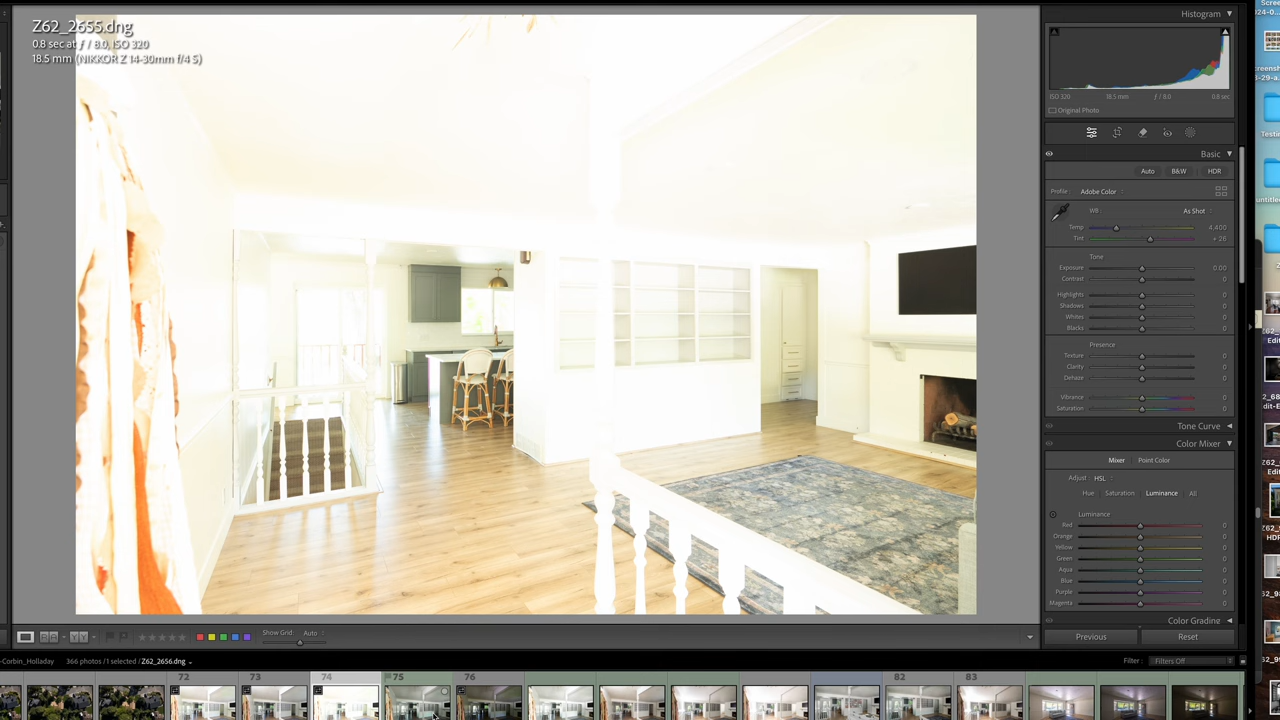 Z62_2655.dng
0.8 sec at ƒ / 8.0, ISO 320
18.5 mm (NIKKOR Z 14-30mm f/4 S)
Histogram
ISO 320 18.5 mm ƒ / 8.0 0.8 sec
Original Photo
Basic
Auto B&W HDR
Profile: Adobe Color
WB: As Shot
Temp 4,400
Tint + 26
Tone
Exposure 0.00
Contrast 0
Highlights 0
Shadows 0
Whites 0
Blacks 0
Presence
Texture 0
Clarity 0
Dehaze 0
Vibrance 0
Saturation 0
Tone Curve
Color Mixer
Mixer Point Color
Adjust: HSL
Hue Saturation Luminance All
Luminance
Red 0
Orange 0
Yellow 0
Green 0
Aqua 0
Blue 0
Purple 0
Magenta 0
Color Grading
Previous Reset
Show Grid: Auto
-Corbin_Holladay 366 photos / 1 selected / Z62_2656.dng
Filter: Filters Off
72 73 74 75 76 82 83